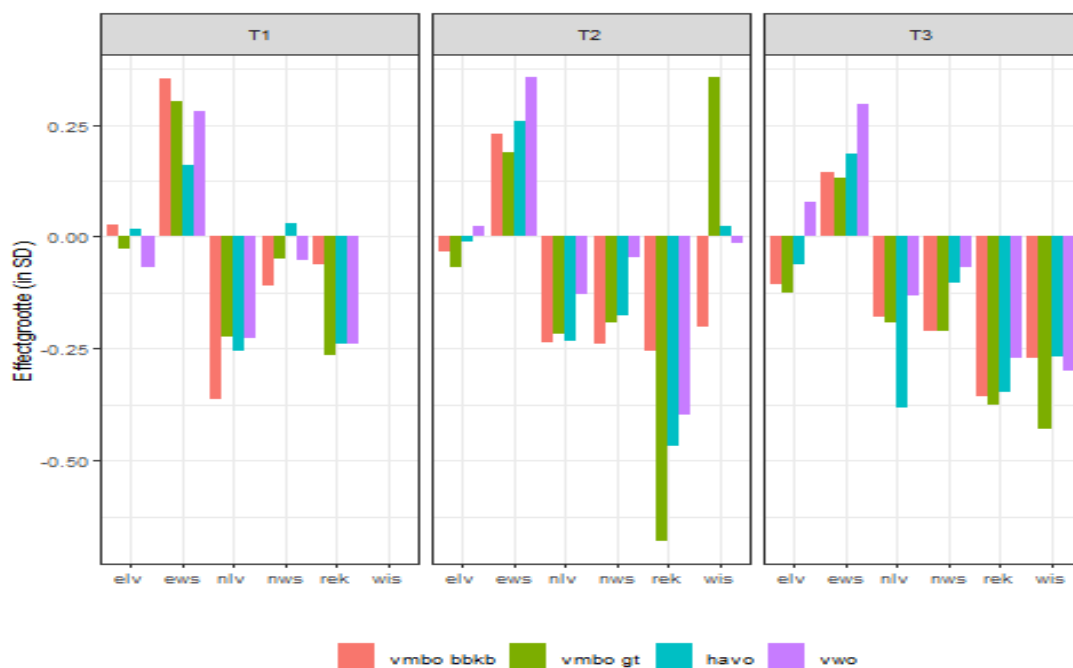 T1 T2 T3
Effectgrootte (in SD)
0.25
0.00
-0.25
-0.50
elv ews nlv nws rek wis elv ews nlv nws rek wis elv ews nlv nws rek wis
vmbo bbkb vmbo gt havo vwo